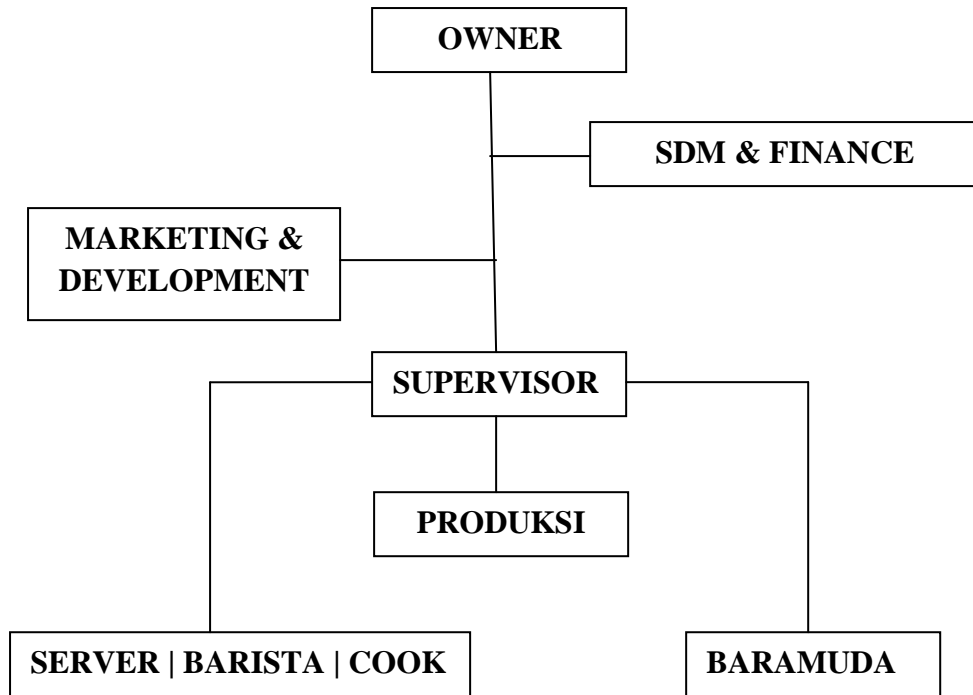 OWNER
SDM & FINANCE
MARKETING &
DEVELOPMENT
SUPERVISOR
PRODUKSI
SERVER | BARISTA | COOK
BARAMUDA